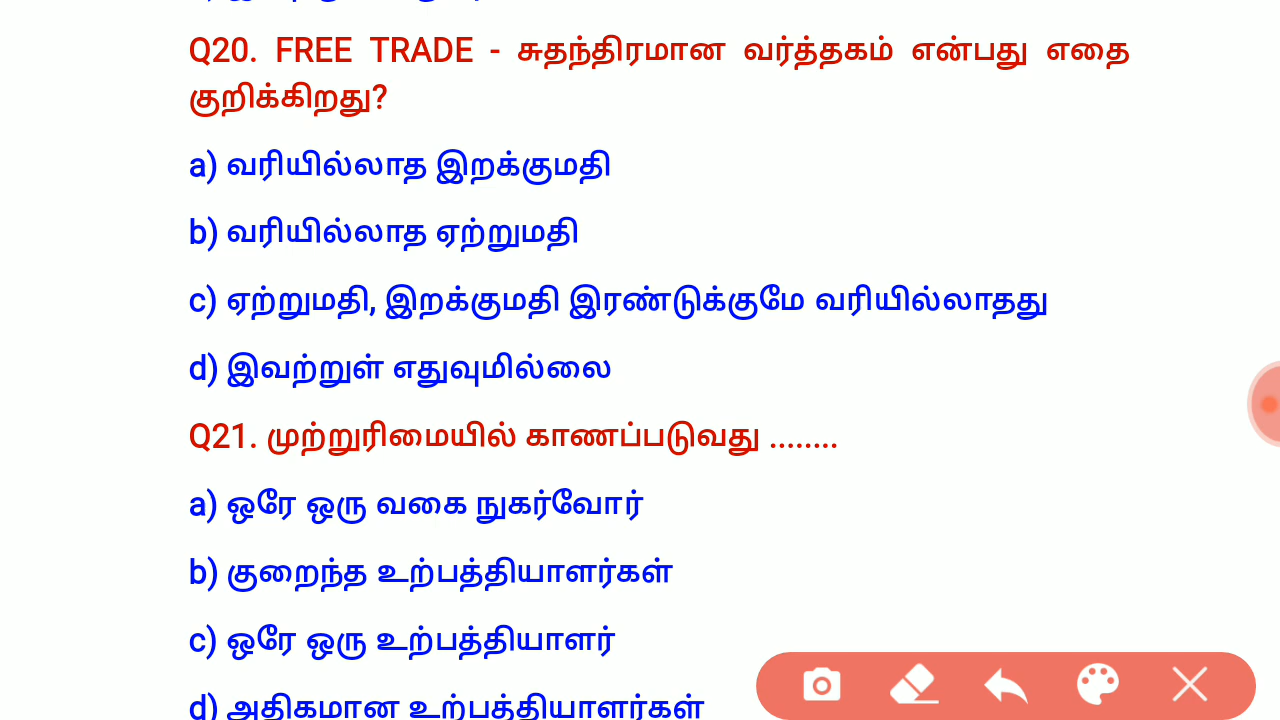 Q20. FREE TRADE - சுதந்திரமான வர்த்தகம் என்பது எதை
குறிக்கிறது?
a) வரியில்லாத இறக்குமதி
b) வரியில்லாத ஏற்றுமதி
c) ஏற்றுமதி, இறக்குமதி இரண்டுக்குமே வரியில்லாதது
d) இவற்றுள் எதுவுமில்லை
Q21. முற்றுரிமையில் காணப்படுவது ........
a) ஒரே ஒரு வகை நுகர்வோர்
b) குறைந்த உற்பத்தியாளர்கள்
c) ஒரே ஒரு உற்பத்தியாளர்
d) அதிகமான உற்பத்தியாளர்கள்